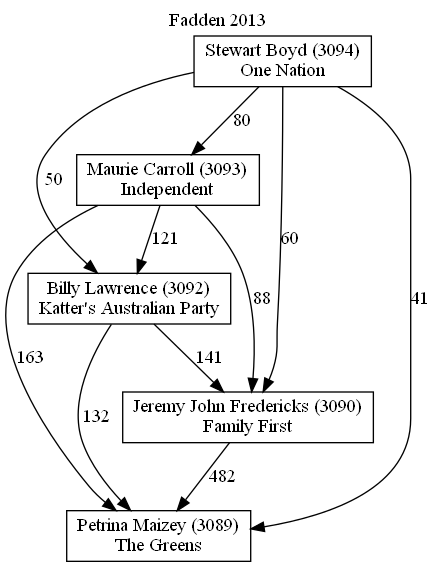 Fadden 2013
Stewart Boyd (3094)
One Nation
80
Maurie Carroll (3093)
Independent
50
121
60
Billy Lawrence (3092)
Katter's Australian Party
88
41
163
141
Jeremy John Fredericks (3090)
Family First
132
482
Petrina Maizey (3089)
The Greens